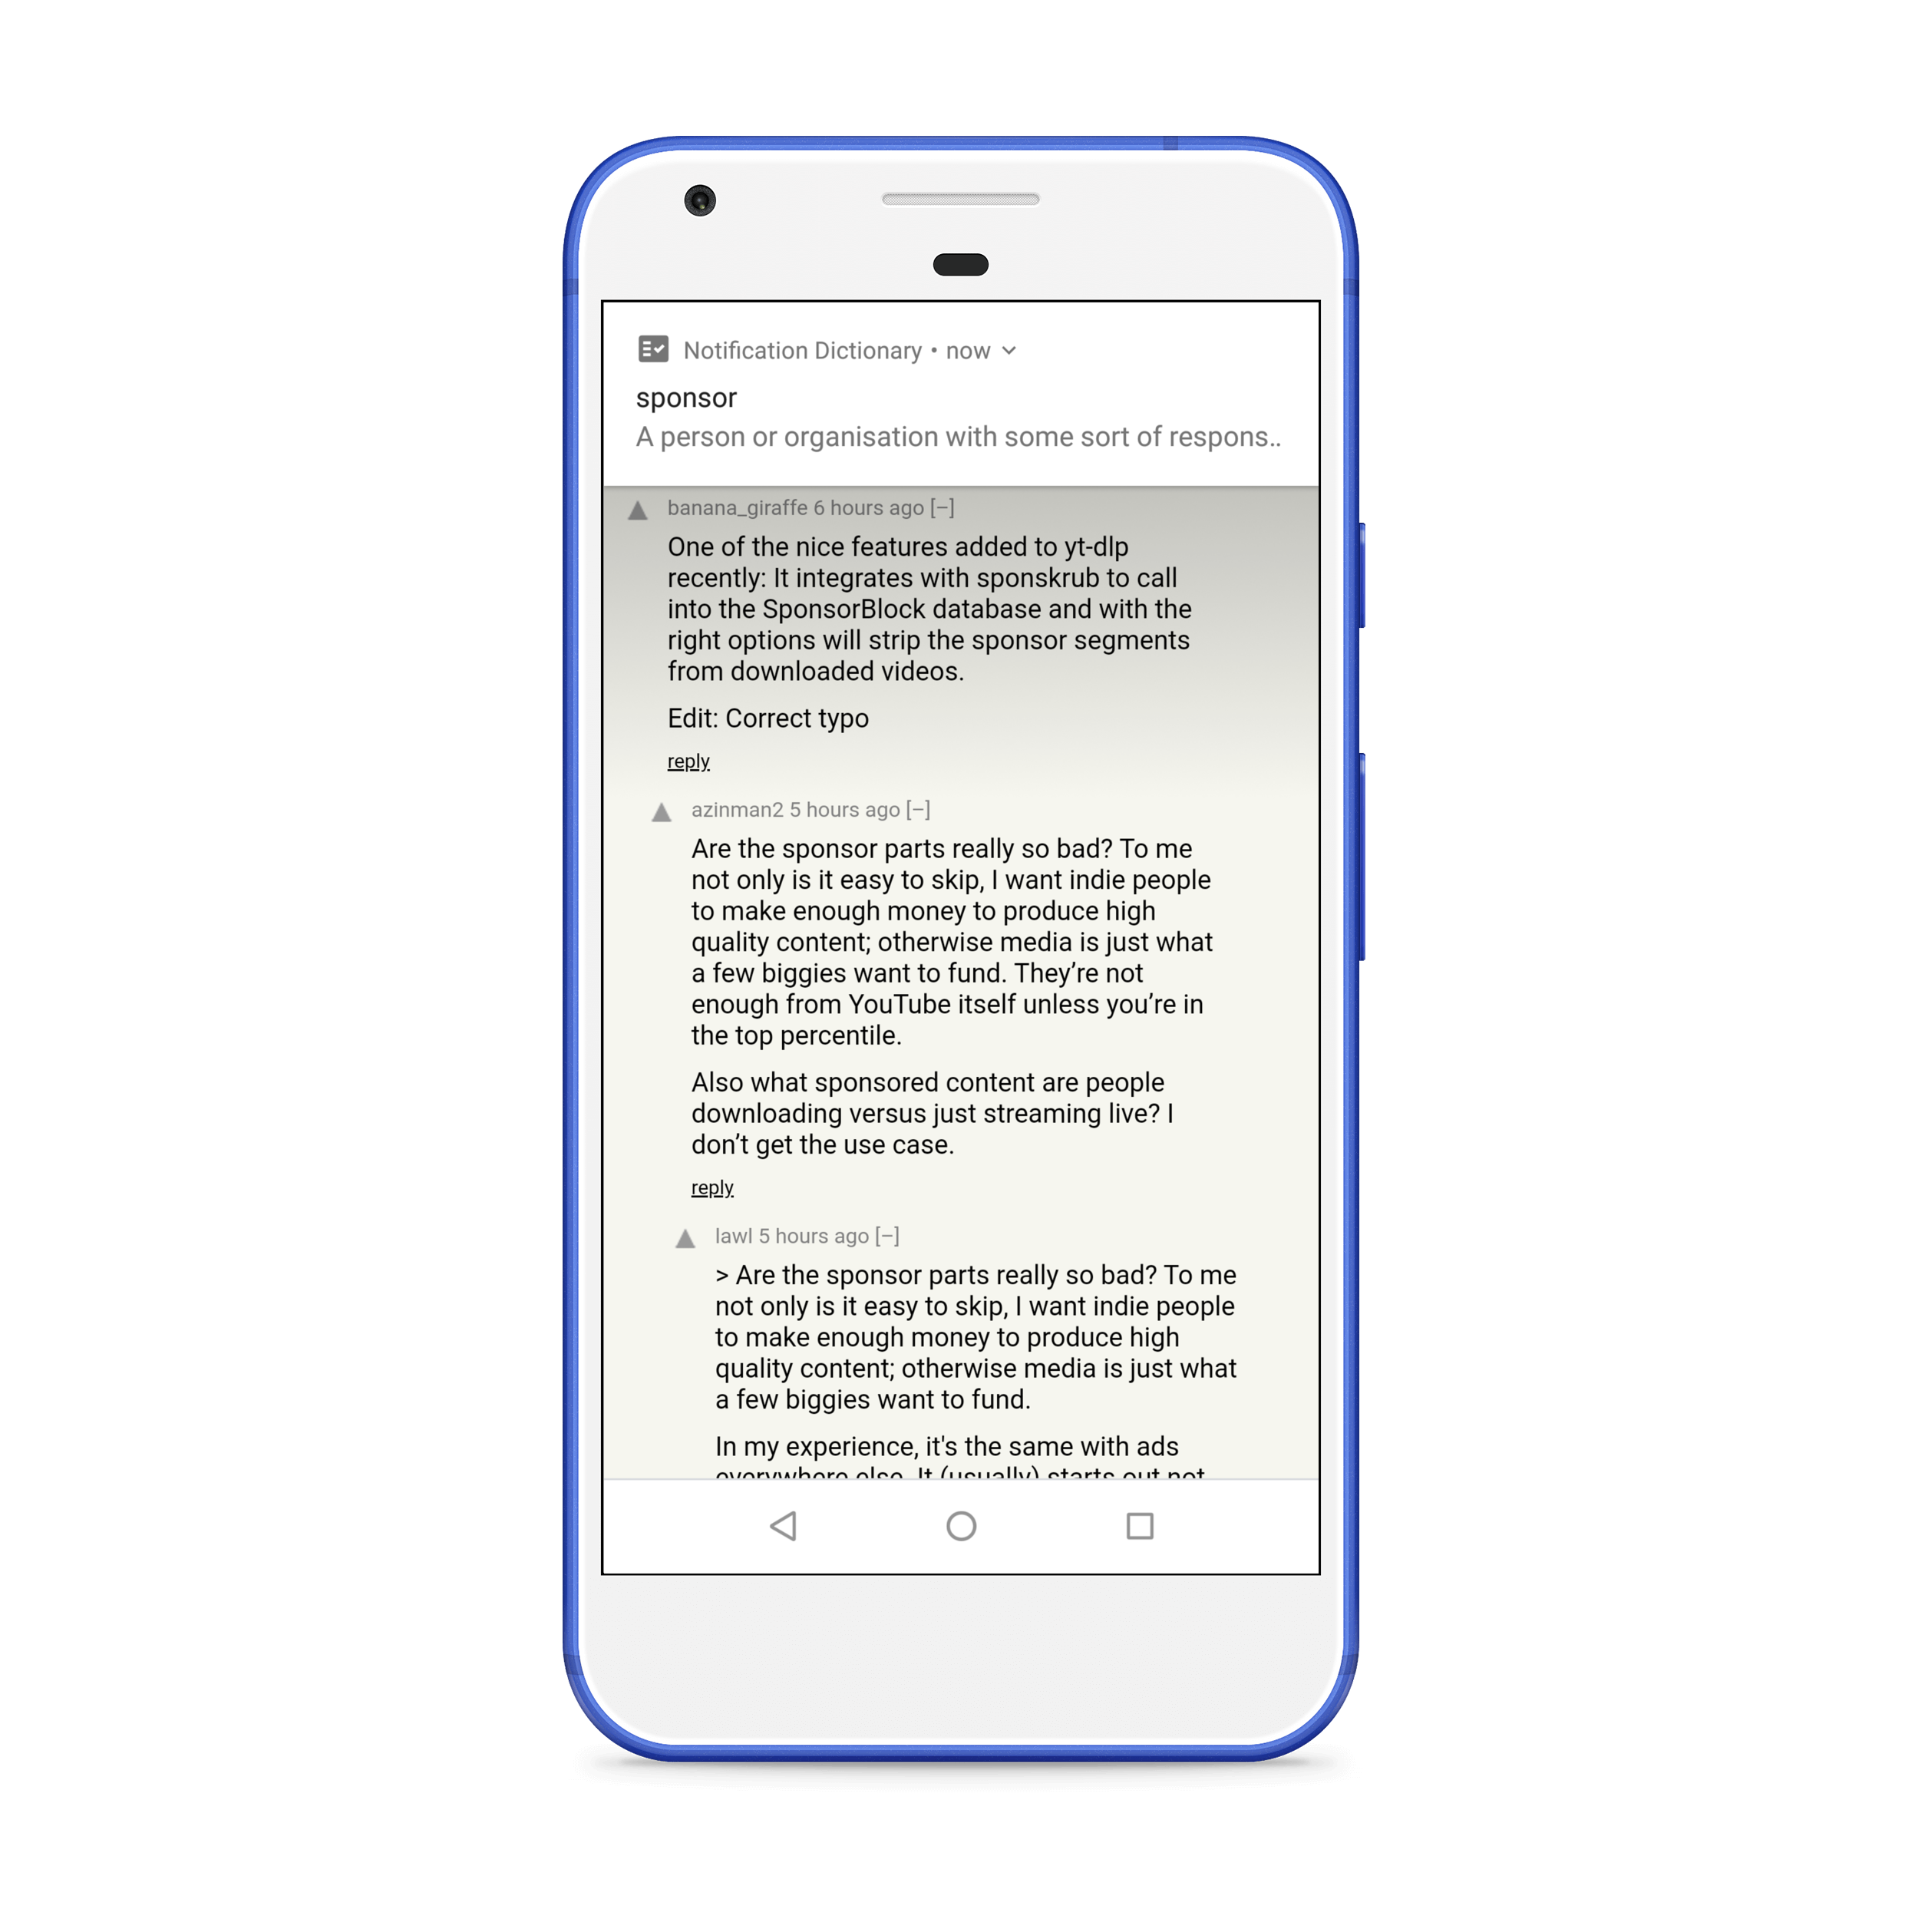 Notification Dictionary • now
sponsor
A person or organisation with some sort of respons..
banana_giraffe 6 hours ago [–]
One of the nice features added to yt-dlp
recently: It integrates with sponskrub to call
into the SponsorBlock database and with the
right options will strip the sponsor segments
from downloaded videos.
Edit: Correct typo
reply
azinman2 5 hours ago [–]
Are the sponsor parts really so bad? To me
not only is it easy to skip, I want indie people
to make enough money to produce high
quality content; otherwise media is just what
a few biggies want to fund. They’re not
enough from YouTube itself unless you’re in
the top percentile.
Also what sponsored content are people
downloading versus just streaming live? I
don’t get the use case.
reply
lawl 5 hours ago [–]
> Are the sponsor parts really so bad? To me
not only is it easy to skip, I want indie people
to make enough money to produce high
quality content; otherwise media is just what
a few biggies want to fund.
In my experience, it's the same with ads
everywhere else. It (usually) starts out not